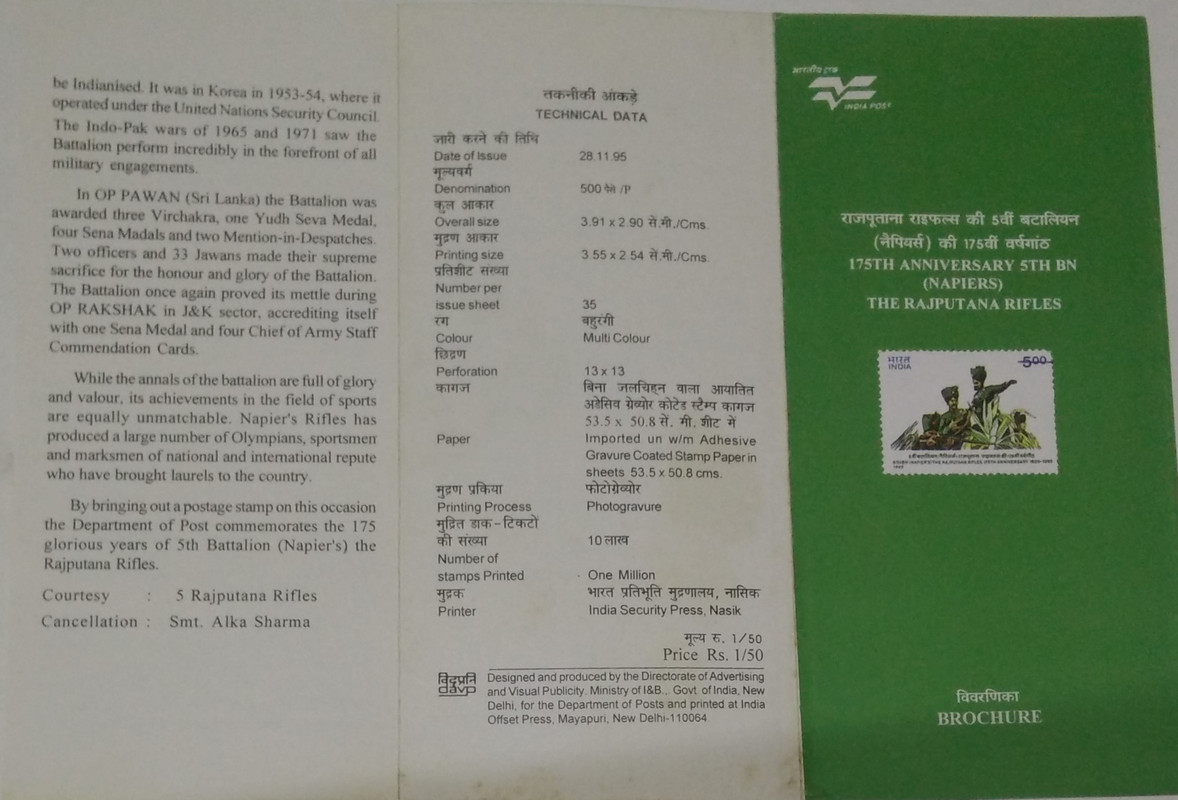 be Indianised. It was in Korea in 1953-54, where it
operated under the United Nations Security Council.
The Indo-Pak wars of 1965 and 1971 saw the
Battalion perform incredibly in the forefront of all
military engagements.
In OP PAWAN (Sri Lanka) the Battalion was
awarded three Virchakra, one Yudh Seva Medal,
four Sena Madals and two Mention-in-Despatches.
Two officers and 33 Jawans made their supreme
sacrifice for the honour and glory of the Battalion.
The Battalion once again proved its mettle during
OP RAKSHAK in J&K sector, accrediting itself
with one Sena Medal and four Chief of Army Staff
Commendation Cards.
While the annals of the battalion are full of glory
and valour, its achievements in the field of sports
are equally unmatchable. Napier's Rifles has
produced a large number of Olympians, sportsmen
and marksmen of national and international repute
who have brought laurels to the country.
By bringing out a postage stamp on this occasion
the Department of Post commemorates the 175
glorious years of 5th Battalion (Napier's) the
Rajputana Rifles.
Courtesy : 5 Rajputana Rifles
Cancellation : Smt. Alka Sharma
तकनीकी आंकड़े
TECHNICAL DATA
जारी करने की तिथि
Date of Issue 28.11.95
मूल्यवर्ग
Denomination 500 पैसे /P
कुल आकार
Overall size 3.91 x 2.90 से.मी./Cms.
मुद्रण आकार
Printing size 3.55 x 2.54 से.मी./Cms.
प्रतिशीट संख्या
Number per
issue sheet 35
रंग बहुरंगी
Colour Multi Colour
छिद्रण
Perforation 13 x 13
कागज बिना जलचिह्न वाला आयातित
अडेसिव ग्रेव्योर कोटेड स्टैम्प कागज
53.5 x 50.8 सें. मी. शीट में
Paper Imported un w/m Adhesive
Gravure Coated Stamp Paper in
sheets 53.5 x 50.8 cms.
मुद्रण प्रकिया फोटोग्रेव्योर
Printing Process Photogravure
मुद्रित डाक-टिकटों
की संख्या 10 लाख
Number of
stamps Printed One Million
मुद्रक भारत प्रतिभूति मुद्रणालय, नासिक
Printer India Security Press, Nasik
मूल्य रु. 1/50
Price Rs. 1/50
विदृप्रनि
davp
Designed and produced by the Directorate of Advertising
and Visual Publicity. Ministry of I&B., Govt. of India, New
Delhi, for the Department of Posts and printed at India
Offset Press, Mayapuri, New Delhi-110064.
भारतीय डाक
INDIA POST
राजपूताना राइफल्स की 5वीं बटालियन
(नैपियर्स) की 175वीं वर्षगांठ
175TH ANNIVERSARY 5TH BN
(NAPIERS)
THE RAJPUTANA RIFLES
भारत 500
INDIA
विवरणिका
BROCHURE